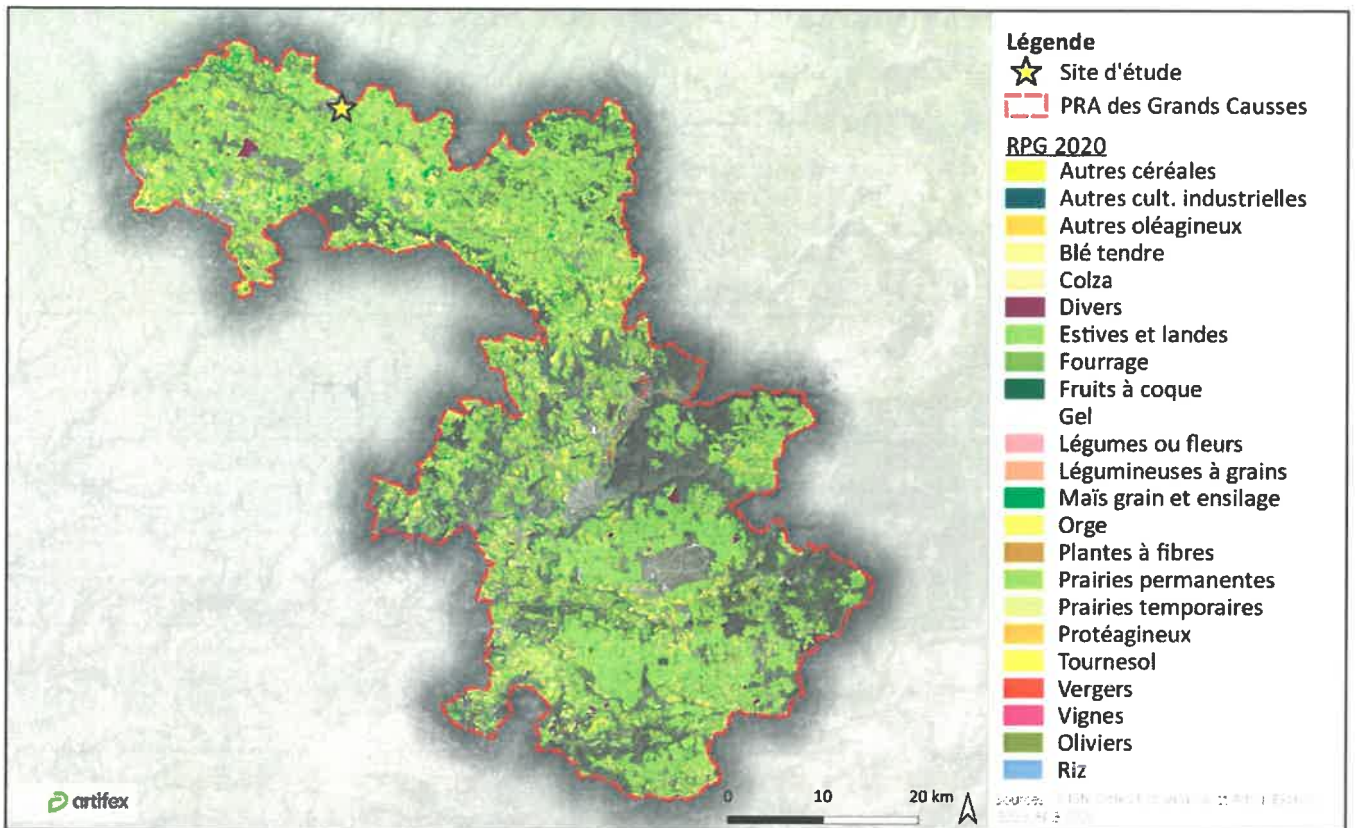 Légende
Site d'étude
PRA des Grands Causses
RPG 2020
Autres céréales
Autres cult. industrielles
Autres oléagineux
Blé tendre
Colza
Divers
Estives et landes
Fourrage
Fruits à coque
Gel
Légumes ou fleurs
Légumineuses à grains
Maïs grain et ensilage
Orge
Plantes à fibres
Prairies permanentes
Prairies temporaires
Protéagineux
Tournesol
Vergers
Vignes
Oliviers
Riz
artifex
0 10 20 km